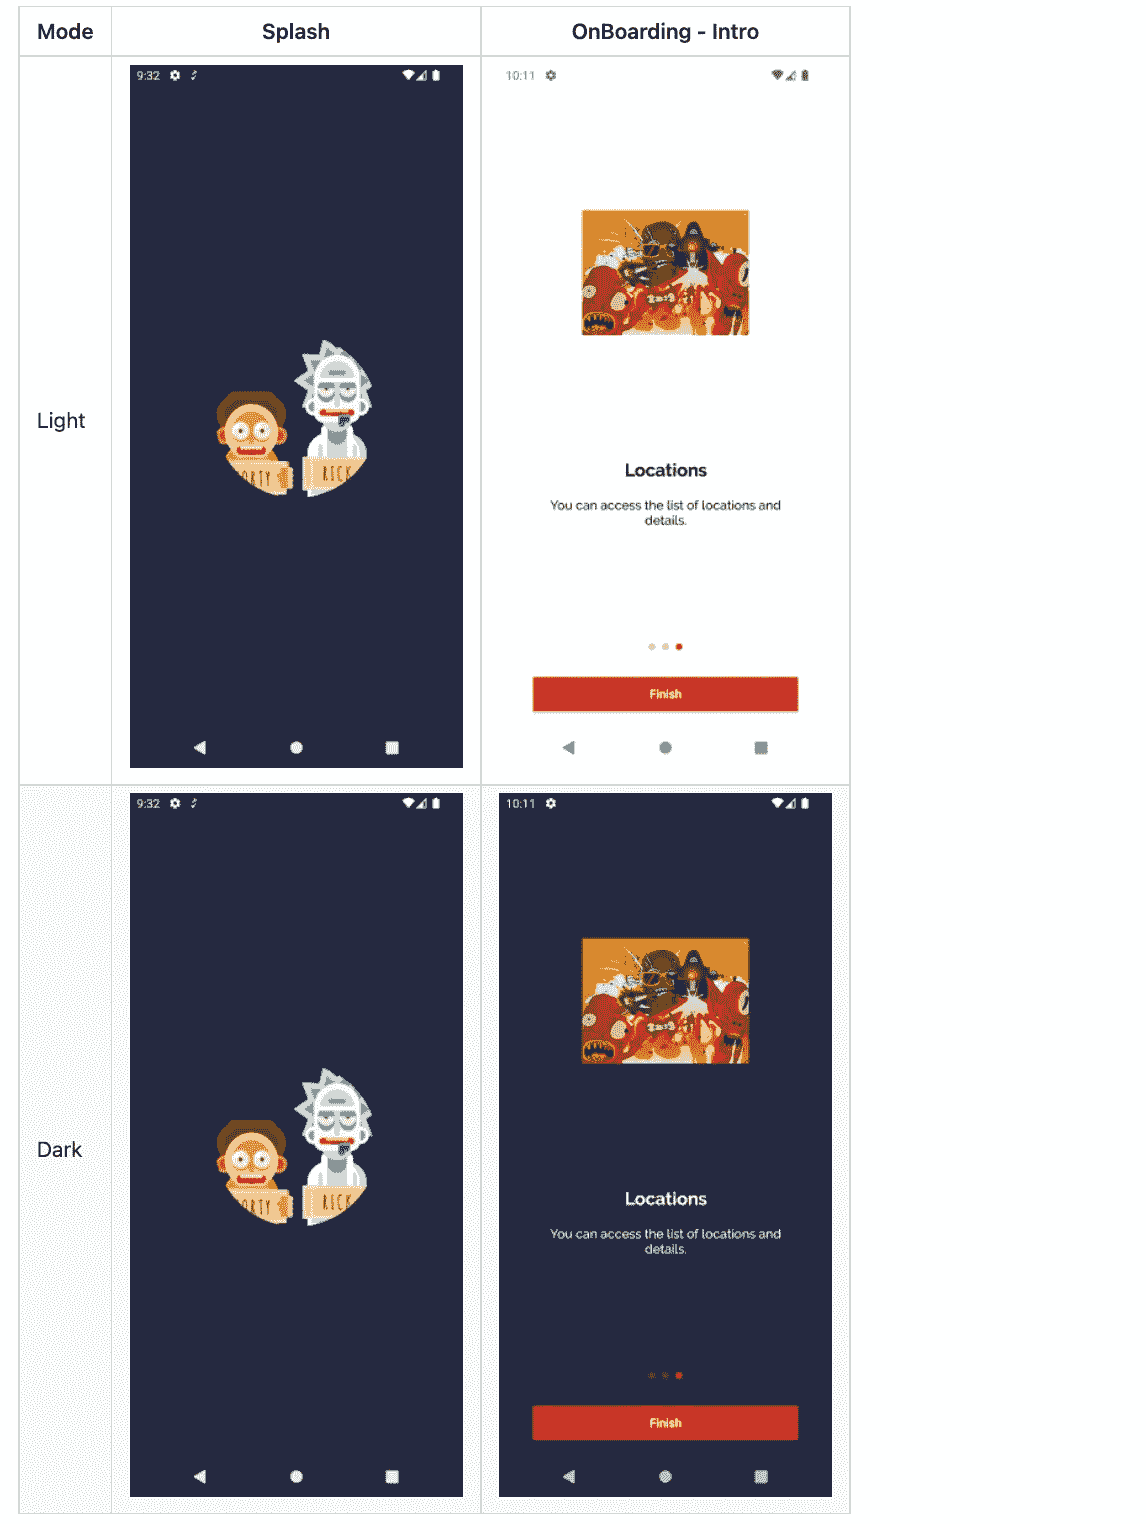 Mode Splash OnBoarding - Intro
9:32
10:11
ORTY RICK
Light
Locations
You can access the list of locations and
details.
Finish
9:32
10:11
ORTY RICK
Dark
Locations
You can access the list of locations and
details.
Finish